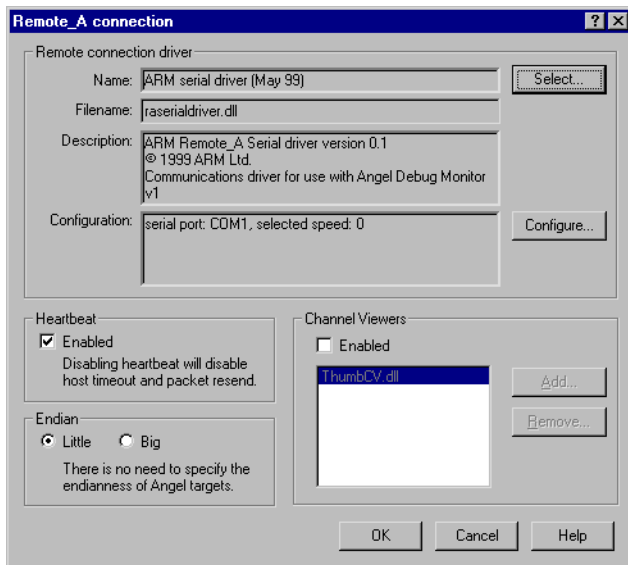 Remote_A connection
Remote connection driver
Name: ARM serial driver (May 99) Select...
Filename: raserialdriver.dll
Description: ARM Remote_A Serial driver version 0.1
© 1999 ARM Ltd.
Communications driver for use with Angel Debug Monitor
v1
Configuration: serial port: COM1, selected speed: 0 Configure...
Heartbeat
Enabled
Disabling heartbeat will disable
host timeout and packet resend.
Endian
Little Big
There is no need to specify the
endianness of Angel targets.
Channel Viewers
Enabled
ThumbCV.dll
Add...
Remove...
OK Cancel Help